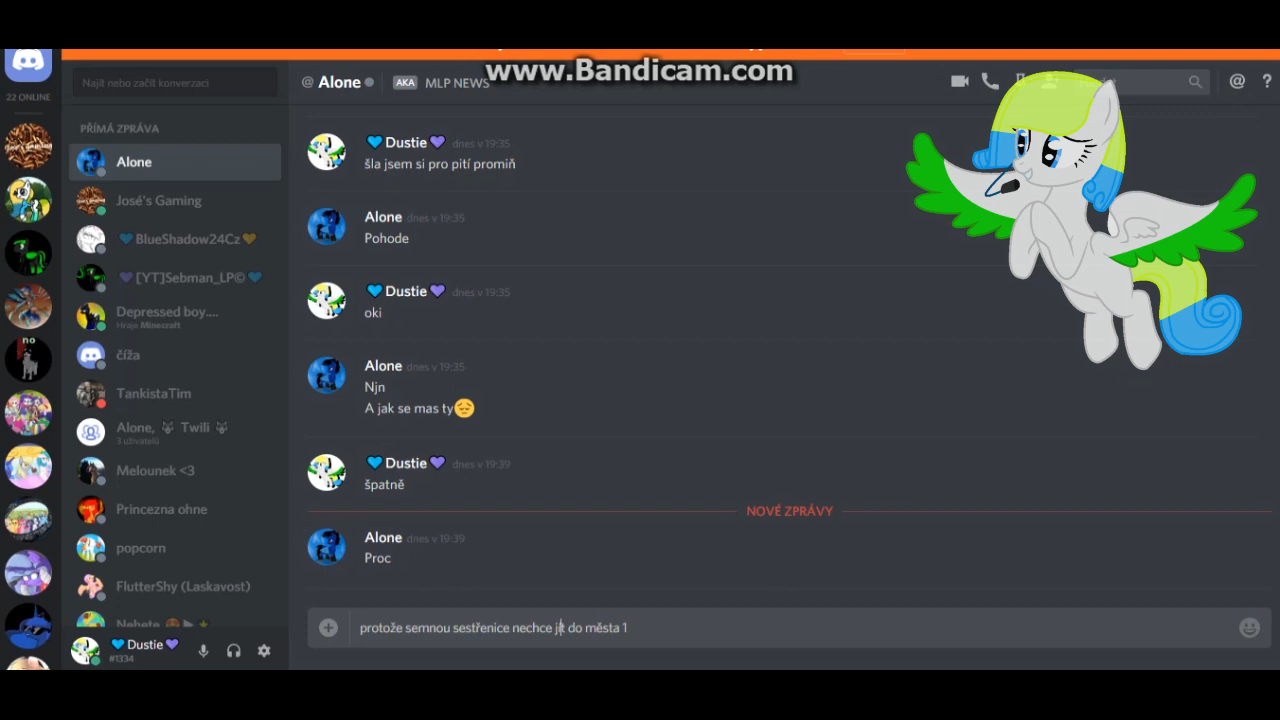 www.Bandicam.com
22 ONLINE
Najít nebo začít konverzaci
PŘÍMÁ ZPRÁVA
Alone
José's Gaming
💙BlueShadow24Cz💛
💜[YT]Sebman_LP©💙
Depressed boy....
Hraje Minecraft
číža
TankistaTim
Alone, Twili
3 uživatelů
Melounek <3
Princezna ohne
popcorn
FlutterShy (Laskavost)
Nehete
💙Dustie💜
#1334
@ Alone AKA MLP NEWS
@ ?
💙Dustie💜 dnes v 19:35
šla jsem si pro pití promiň
Alone dnes v 19:35
Pohode
💙Dustie💜 dnes v 19:35
oki
Alone dnes v 19:35
Njn
A jak se mas ty😔
💙Dustie💜 dnes v 19:39
špatně
NOVÉ ZPRÁVY
Alone dnes v 19:39
Proc
protože semnou sestřenice nechce jít do města 1
no